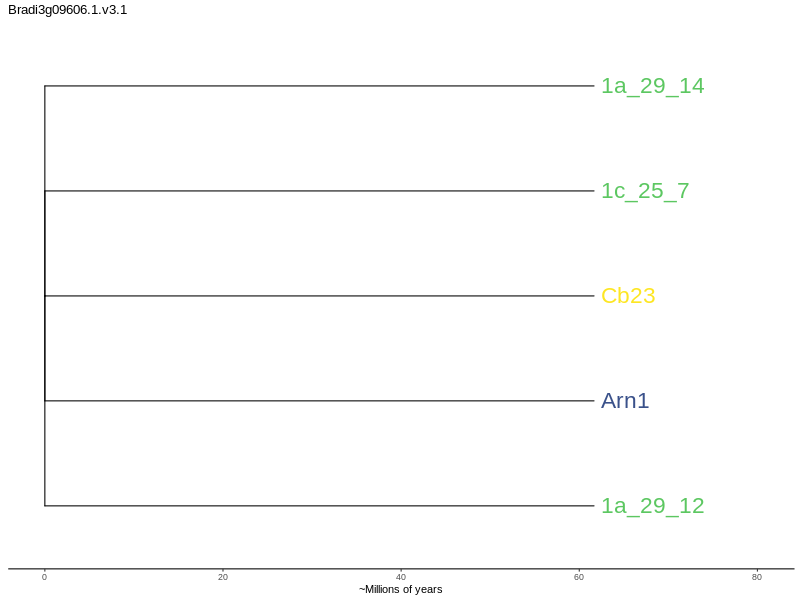 Bradi3g09606.1.v3.1
1a_29_14
1c_25_7
Cb23
Arn1
1a_29_12
0 20 40 60 80
~Millions of years